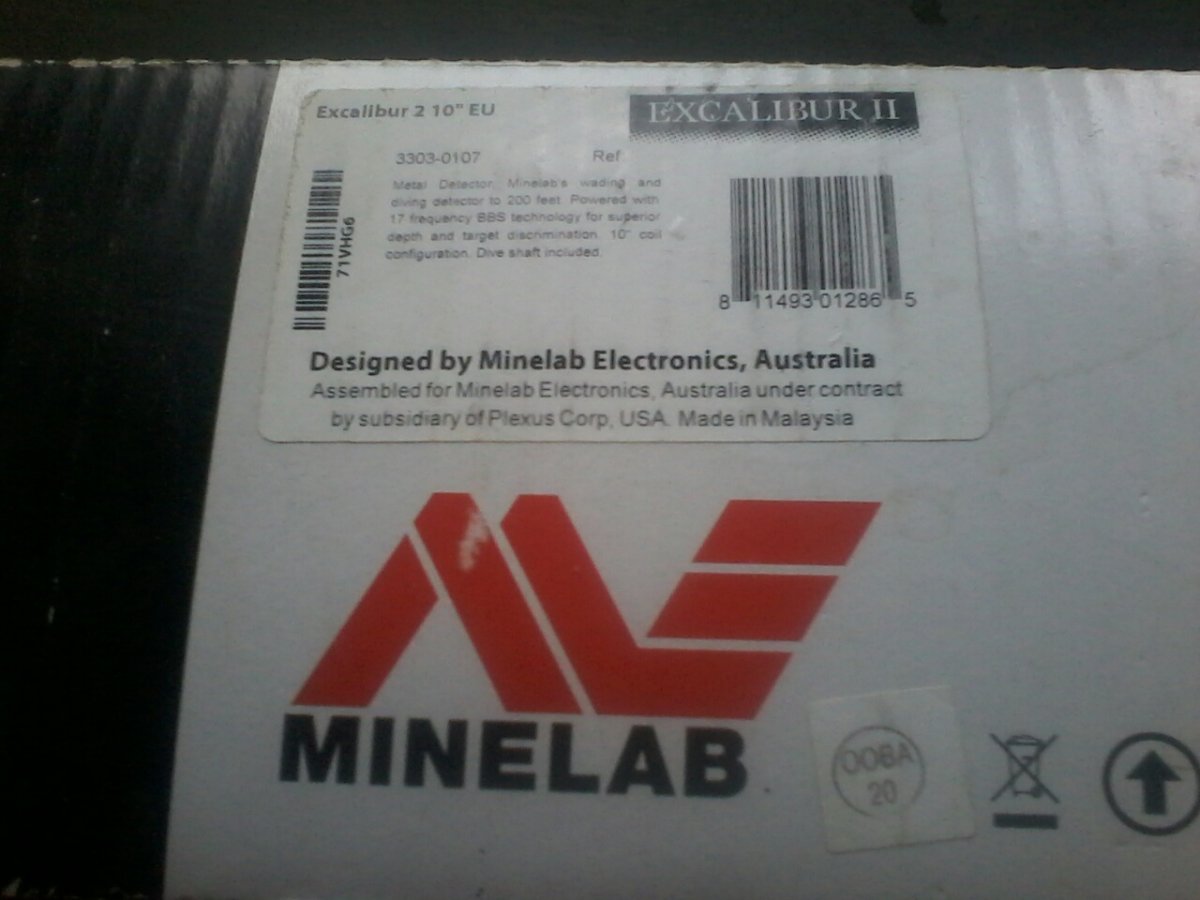 Excalibur 2 10" EU
EXCALIBUR II
3303-0107 Ref
Metal Detector, Minelab's wading and
diving detector to 200 feet. Powered with
17 frequency BBS technology for superior
depth and target discrimination. 10" coil
configuration. Dive shaft included.
71VHG6
8 11493 01286 5
Designed by Minelab Electronics, Australia
Assembled for Minelab Electronics, Australia under contract
by subsidiary of Plexus Corp, USA. Made in Malaysia
MINELAB
20